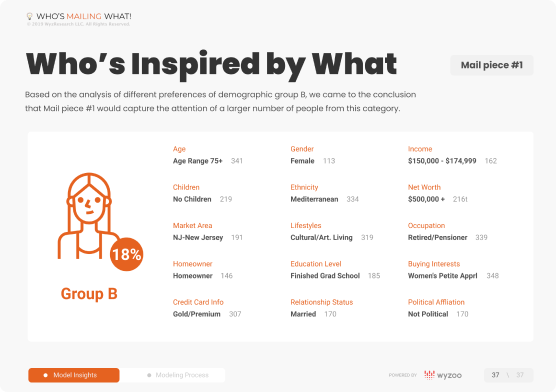 WHO'S MAILING WHAT!
© 2019 WonResearch LLC. All Rights Reserved.
Who's Inspired by What
Mail piece #1
Based on the analysis of different preferences of demographic group B, we came to the conclusion
that Mail piece #1 would capture the attention of a larger number of people from this category.
Age
Age Range 75+ 341
Gender
Female 113
Income
$150,000 - $174,999 162
Children
No Children 219
Ethnicity
Mediterranean 334
Net Worth
$500,000 + 216t
Market Area
NJ-New Jersey 191
Lifestyles
Cultural/Art. Living 319
Occupation
Retired/Pensioner 339
Homeowner
Homeowner 146
Education Level
Finished Grad School 185
Buying Interests
Women's Petite Apprl 348
Credit Card Info
Gold/Premium 307
Relationship Status
Married 170
Political Affliation
Not Political 170
18%
Group B
Model Insights
Modeling Process
POWERED BY wyzoo
37 \ 37